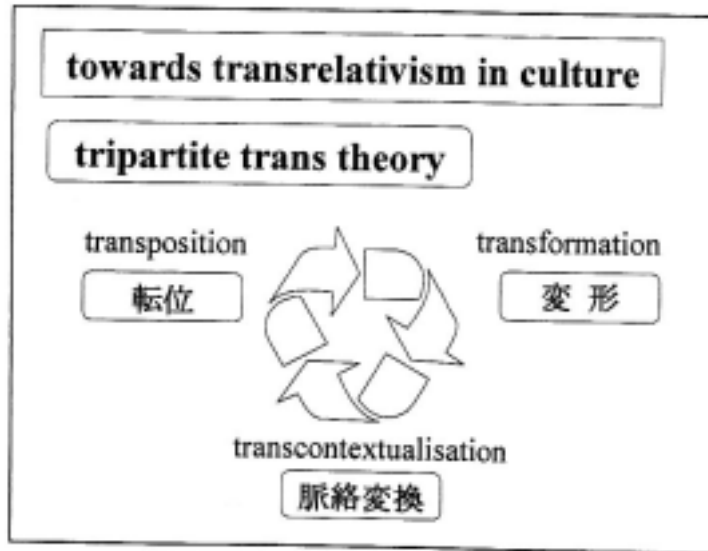 towards transrelativism in culture
tripartite trans theory
transposition
転位
transformation
変形
transcontextualisation
脈絡変換